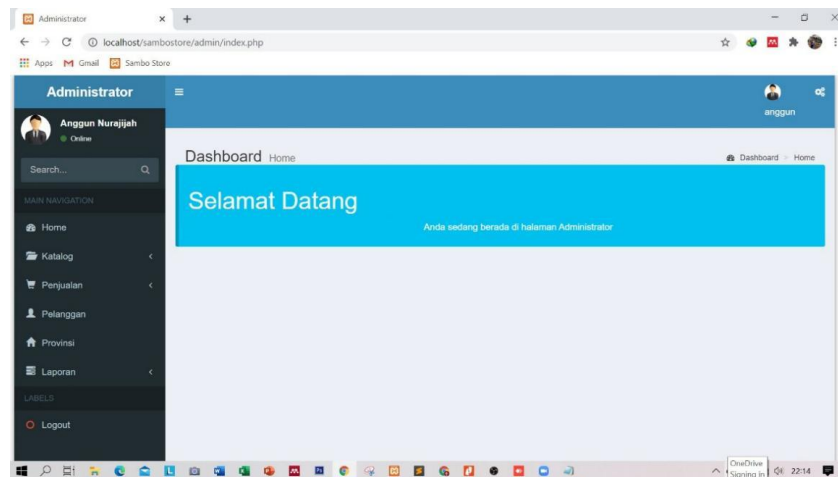 Administrator
localhost/sambostore/admin/index.php
Apps Gmail Sambo Store
Administrator
anggun
Anggun Nurajijah
Online
Search...
MAIN NAVIGATION
Home
Katalog
Penjualan
Pelanggan
Provinsi
Laporan
LABELS
Logout
Dashboard Home
Dashboard > Home
Selamat Datang
Anda sedang berada di halaman Administrator
OneDrive
Signing in
22:14